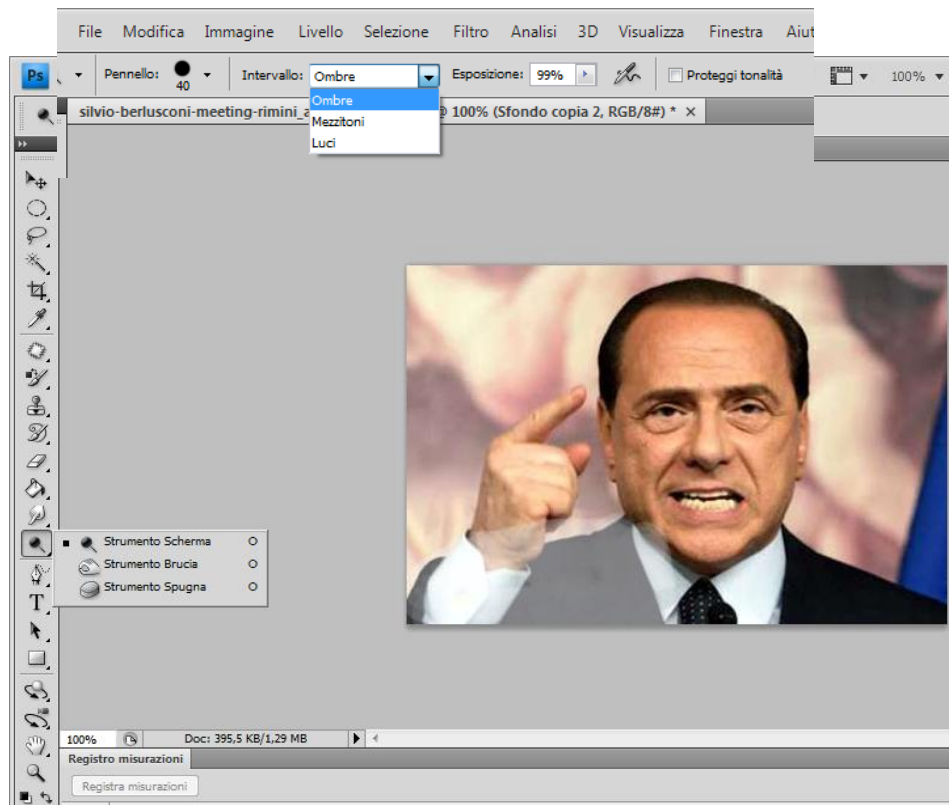 File Modifica Immagine Livello Selezione Filtro Analisi 3D Visualizza Finestra Aiut
Ps Pennello: 40 Intervallo: Ombre Esposizione: 99% Proteggi tonalità 100%
Ombre
Mezzitoni
Luci
silvio-berlusconi-meeting-rimini_a @ 100% (Sfondo copia 2, RGB/8#) * ×
Strumento Scherma O
Strumento Brucia O
Strumento Spugna O
T
100% Doc: 395,5 KB/1,29 MB
Registro misurazioni
Registra misurazioni